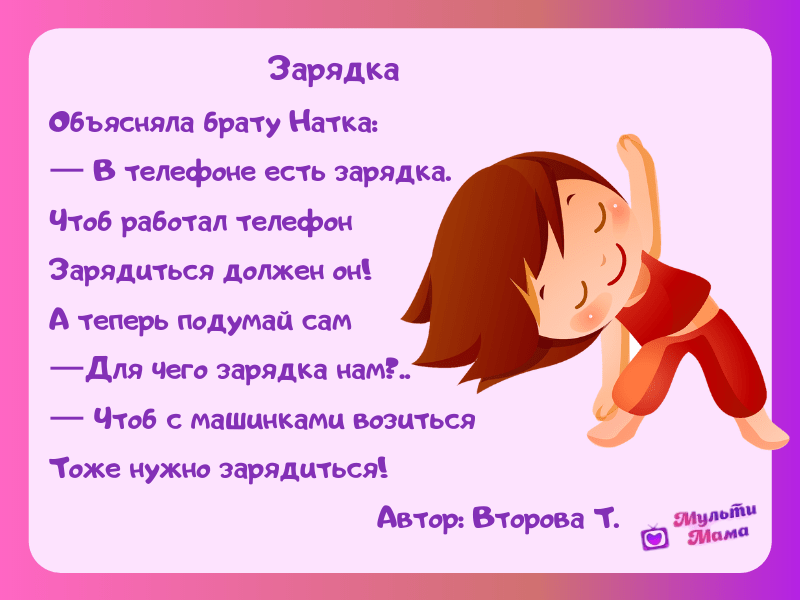 Зарядка
Объясняла брату Натка:
— В телефоне есть зарядка.
Чтоб работал телефон
Зарядиться должен он!
А теперь подумай сам
—Для чего зарядка нам?..
— Чтоб с машинками возиться
Тоже нужно зарядиться!
Автор: Второва Т.
Мульти
Мама